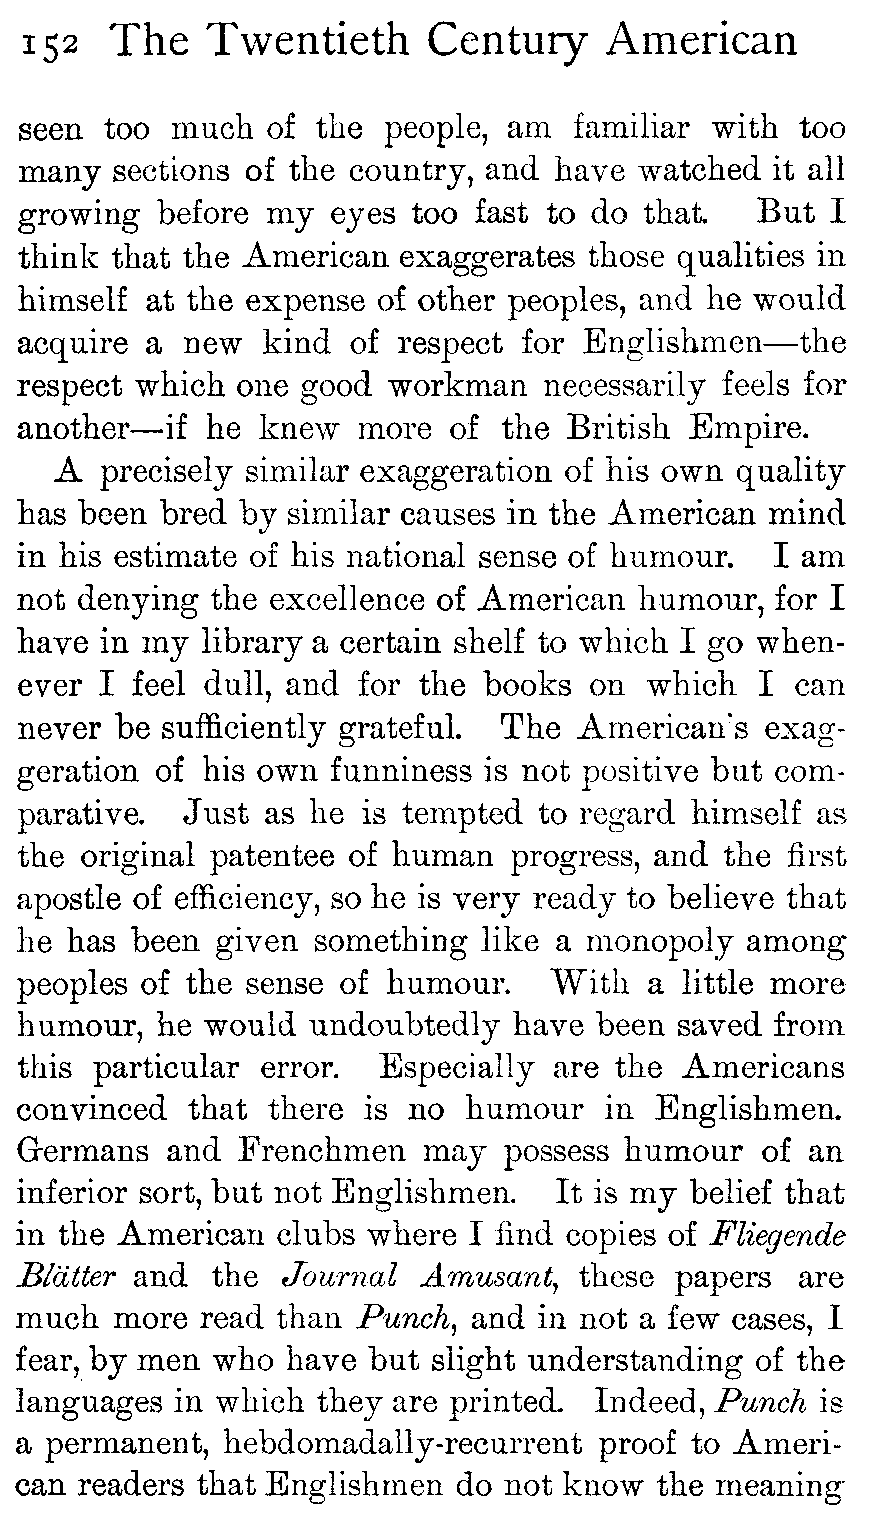 152 The Twentieth Century American
seen too much of the people, am familiar with too
many sections of the country, and have watched it all
growing before my eyes too fast to do that. But I
think that the American exaggerates those qualities in
himself at the expense of other peoples, and he would
acquire a new kind of respect for Englishmen—the
respect which one good workman necessarily feels for
another—if he knew more of the British Empire.
A precisely similar exaggeration of his own quality
has been bred by similar causes in the American mind
in his estimate of his national sense of humour. I am
not denying the excellence of American humour, for I
have in my library a certain shelf to which I go when-
ever I feel dull, and for the books on which I can
never be sufficiently grateful. The American's exag-
geration of his own funniness is not positive but com-
parative. Just as he is tempted to regard himself as
the original patentee of human progress, and the first
apostle of efficiency, so he is very ready to believe that
he has been given something like a monopoly among
peoples of the sense of humour. With a little more
humour, he would undoubtedly have been saved from
this particular error. Especially are the Americans
convinced that there is no humour in Englishmen.
Germans and Frenchmen may possess humour of an
inferior sort, but not Englishmen. It is my belief that
in the American clubs where I find copies of Fliegende
Blätter and the Journal Amusant, these papers are
much more read than Punch, and in not a few cases, I
fear, by men who have but slight understanding of the
languages in which they are printed. Indeed, Punch is
a permanent, hebdomadally-recurrent proof to Ameri-
can readers that Englishmen do not know the meaning